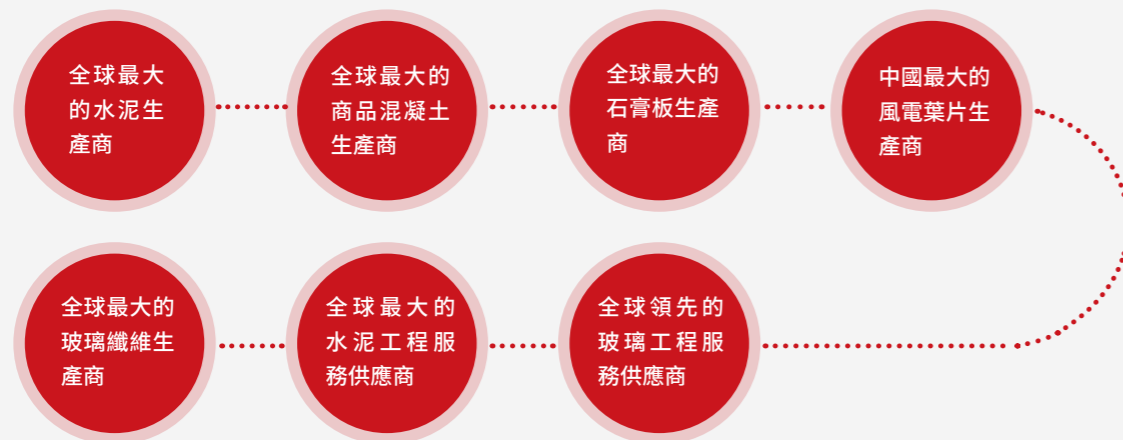 全球最大
的水泥生
產商
全球最大的
商品混凝土
生產商
全球最大的
石膏板生產
商
中國最大的
風電葉片生
產商
全球最大的
玻璃纖維生
產商
全球最大的
水泥工程服
務供應商
全球領先的
玻璃工程服
務供應商